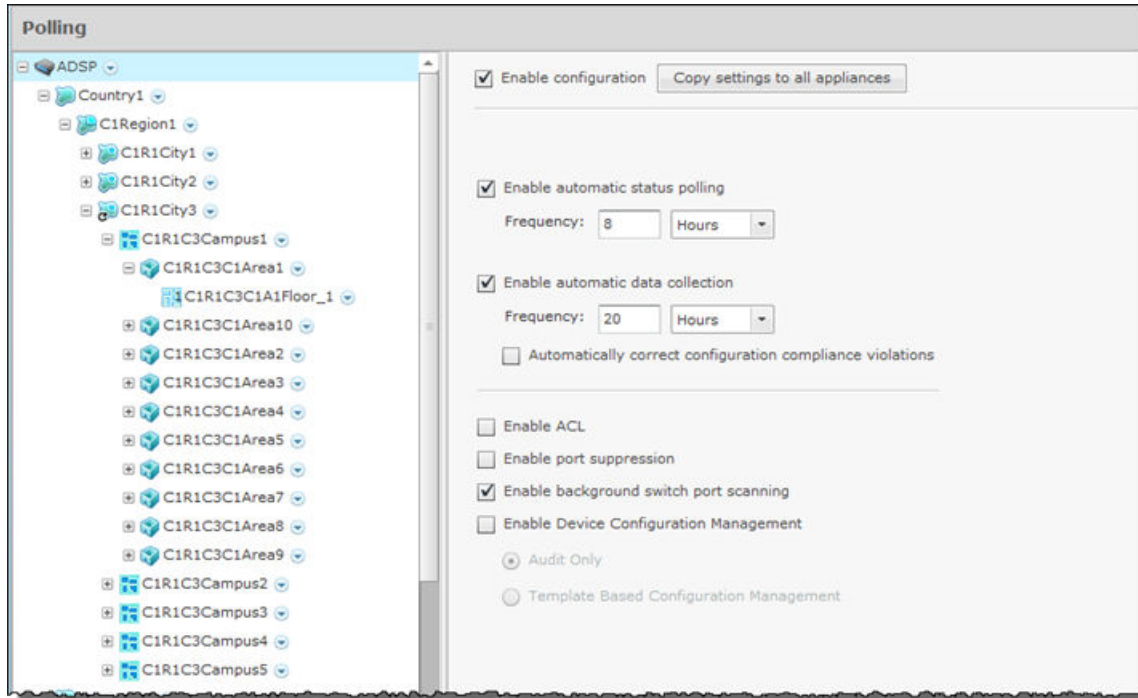 Polling
ADSP
Country1
C1Region1
C1R1City1
C1R1City2
C1R1City3
C1R1C3Campus1
C1R1C3C1Area1
1 C1R1C3C1A1Floor_1
C1R1C3C1Area10
C1R1C3C1Area2
C1R1C3C1Area3
C1R1C3C1Area4
C1R1C3C1Area5
C1R1C3C1Area6
C1R1C3C1Area7
C1R1C3C1Area8
C1R1C3C1Area9
C1R1C3Campus2
C1R1C3Campus3
C1R1C3Campus4
C1R1C3Campus5
Enable configuration Copy settings to all appliances
Enable automatic status polling
Frequency: 8 Hours
Enable automatic data collection
Frequency: 20 Hours
Automatically correct configuration compliance violations
Enable ACL
Enable port suppression
Enable background switch port scanning
Enable Device Configuration Management
Audit Only
Template Based Configuration Management